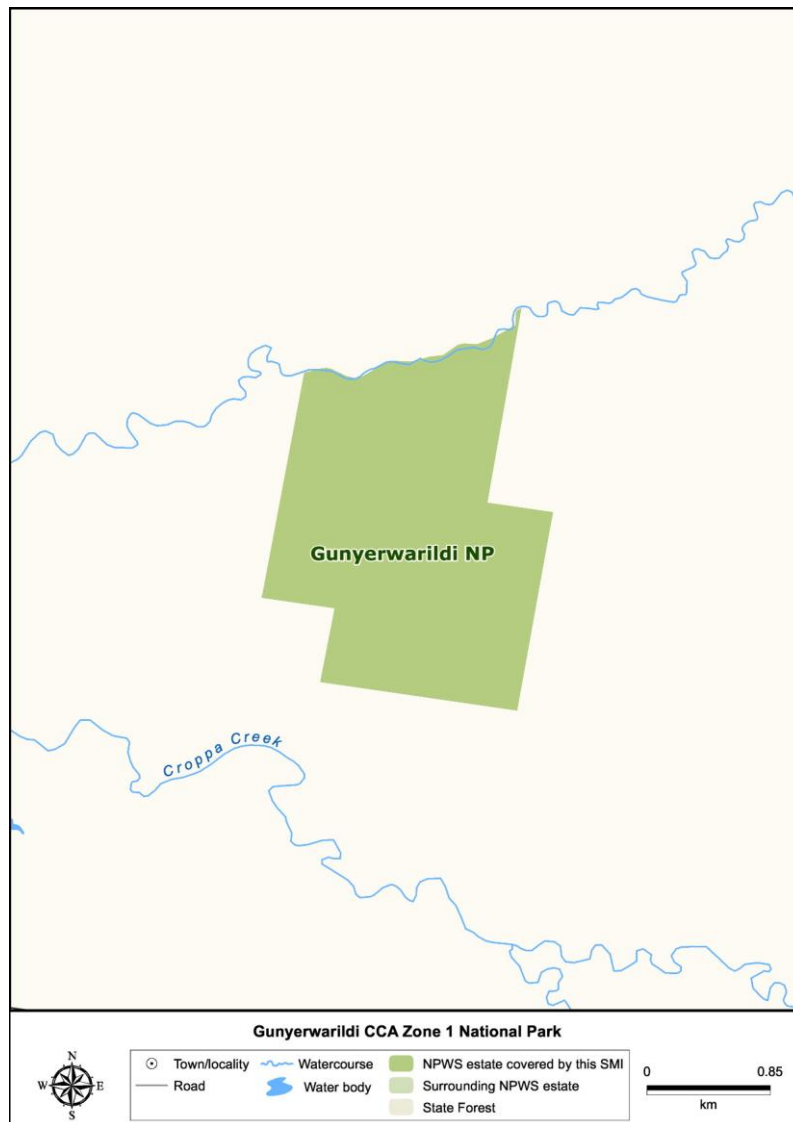 Gunyerwarildi NP
Croppa Creek
Gunyerwarildi CCA Zone 1 National Park
N
W E
S
Town/locality
Road
Watercourse
Water body
NPWS estate covered by this SMI
Surrounding NPWS estate
State Forest
0 0.85
km